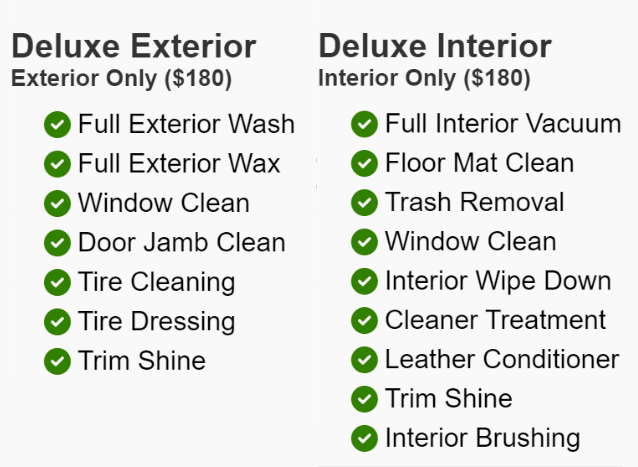 Deluxe Exterior
Exterior Only ($180)
Full Exterior Wash
Full Exterior Wax
Window Clean
Door Jamb Clean
Tire Cleaning
Tire Dressing
Trim Shine
Deluxe Interior
Interior Only ($180)
Full Interior Vacuum
Floor Mat Clean
Trash Removal
Window Clean
Interior Wipe Down
Cleaner Treatment
Leather Conditioner
Trim Shine
Interior Brushing